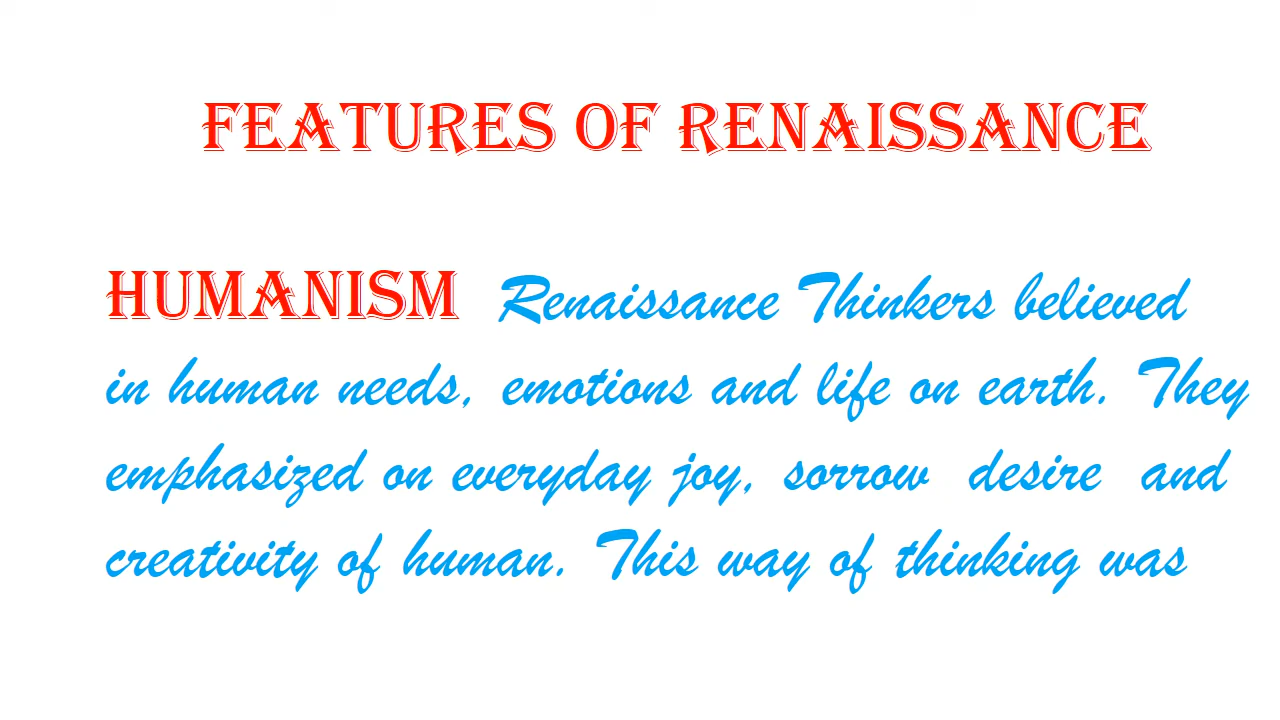 FEATURES OF RENAISSANCE
HUMANISM Renaissance Thinkers believed
in human needs, emotions and life on earth. They
emphasized on everyday joy, sorrow desire and
creativity of human. This way of thinking was